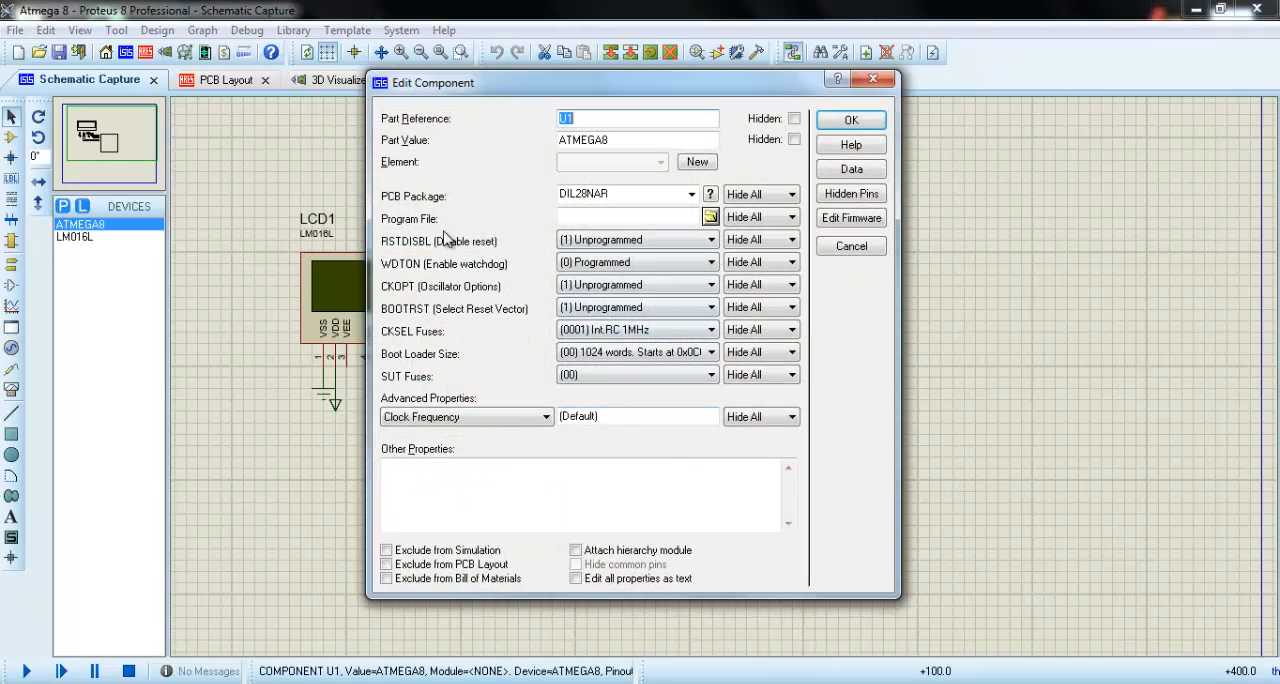 Atmega 8 - Proteus 8 Professional - Schematic Capture
File Edit View Tool Design Graph Debug Library Template System Help
Schematic Capture
PCB Layout
3D Visualize
Edit Component
Part Reference: U1 Hidden:
Part Value: ATMEGA8 Hidden:
Element: New
PCB Package: DIL28NAR ? Hide All
Program File: Hide All
RSTDISBL reset) (1) Unprogrammed Hide All
WDTON (Enable watchdog) (0) Programmed Hide All
CKOPT (Oscillator Options) (1) Unprogrammed Hide All
BOOTRST (Select Reset Vector) (1) Unprogrammed Hide All
CKSEL Fuses: (0001) Int.RC 1MHz Hide All
Boot Loader Size: (00) 1024 words. Starts at 0x0C Hide All
SUT Fuses: (00) Hide All
Advanced Properties:
Clock Frequency (Default) Hide All
Other Properties:
Exclude from Simulation
Exclude from PCB Layout
Exclude from Bill of Materials
Attach hierarchy module
Hide common pins
Edit all properties as text
OK
Help
Data
Hidden Pins
Edit Firmware
Cancel
0°
LBL
A
S
P L DEVICES
ATMEGA8
LM016L
LCD1
LM016L
VSS
VDD
VEE
1
2
3
No Messages
COMPONENT U1, Value=ATMEGA8, Module=<NONE>. Device=ATMEGA8, Pinou
+100.0
+400.0
th